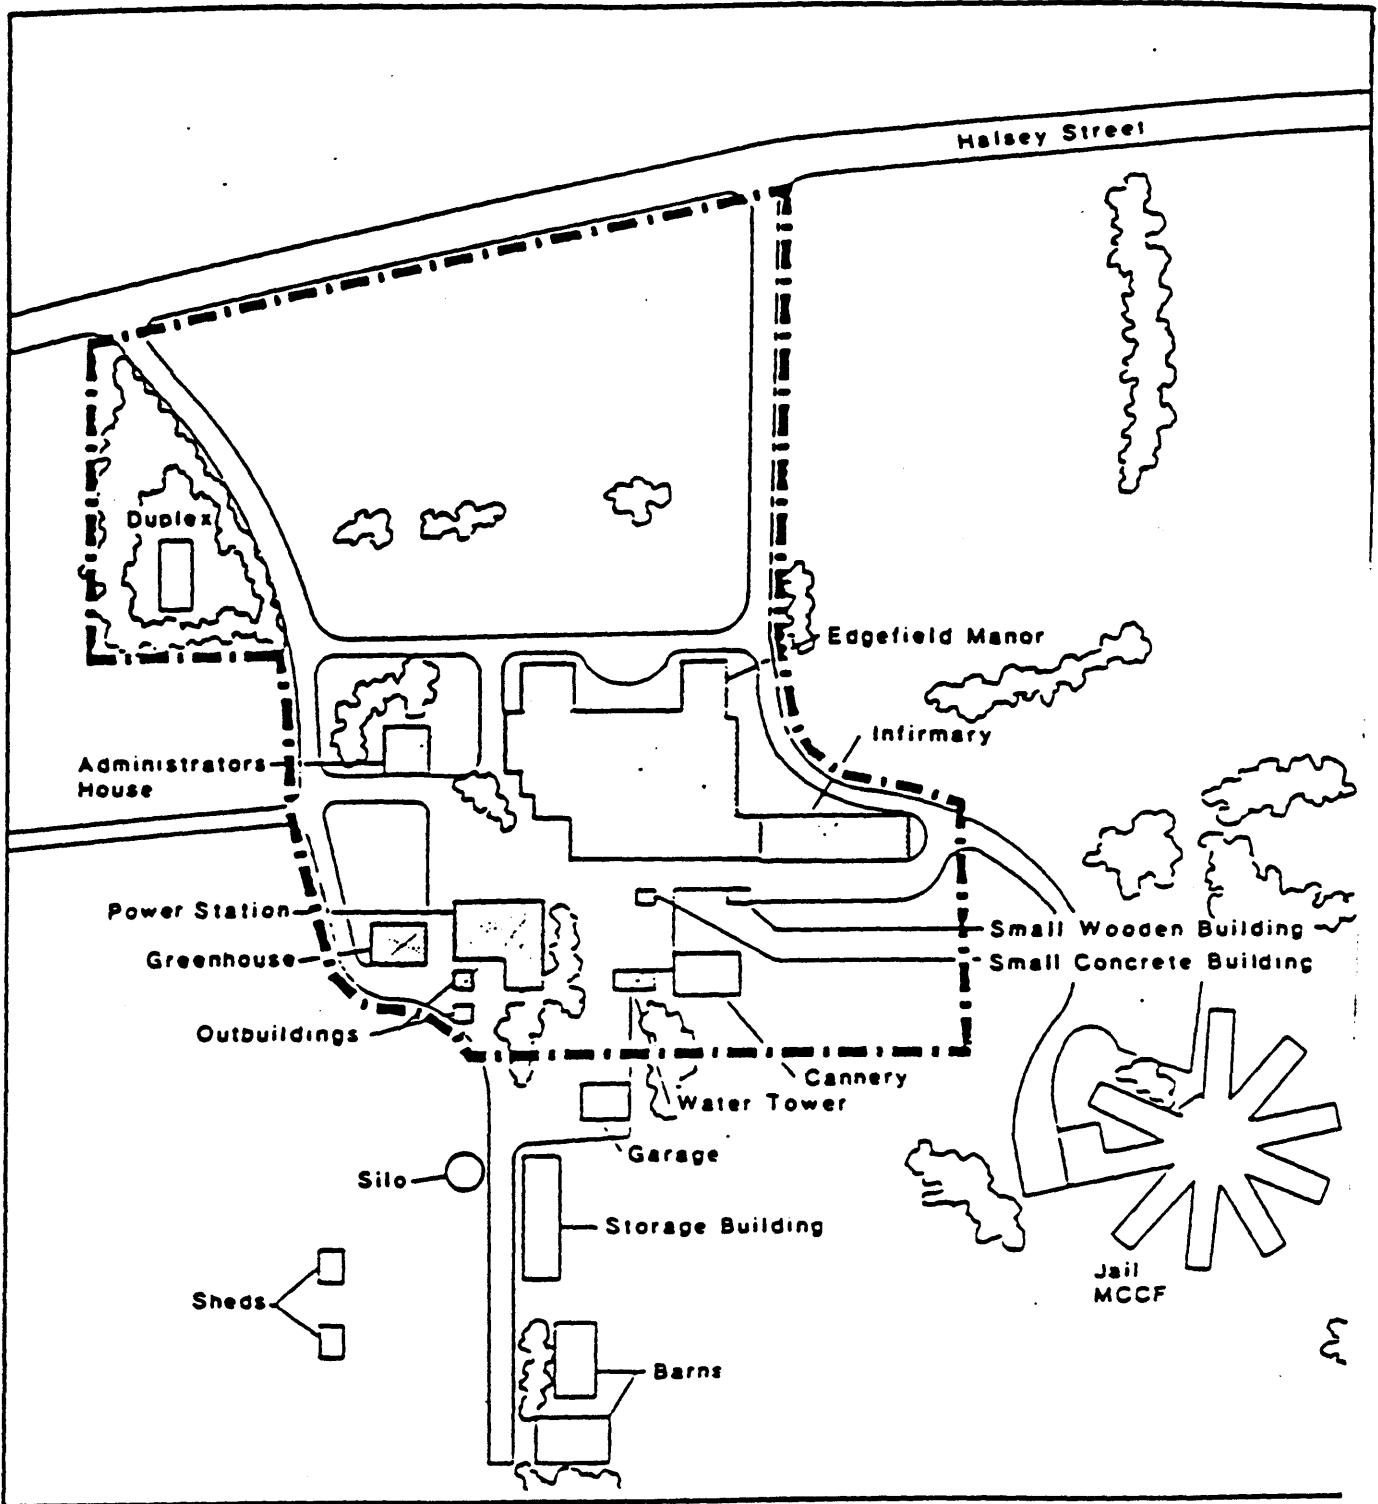 Halsey Street
Duplex
Edgefield Manor
Infirmary
Administrators
House
Power Station
Small Wooden Building
Greenhouse
Small Concrete Building
Outbuildings
Cannery
Water Tower
Garage
Silo
Storage Building
Jail
MCCF
Sheds
Barns